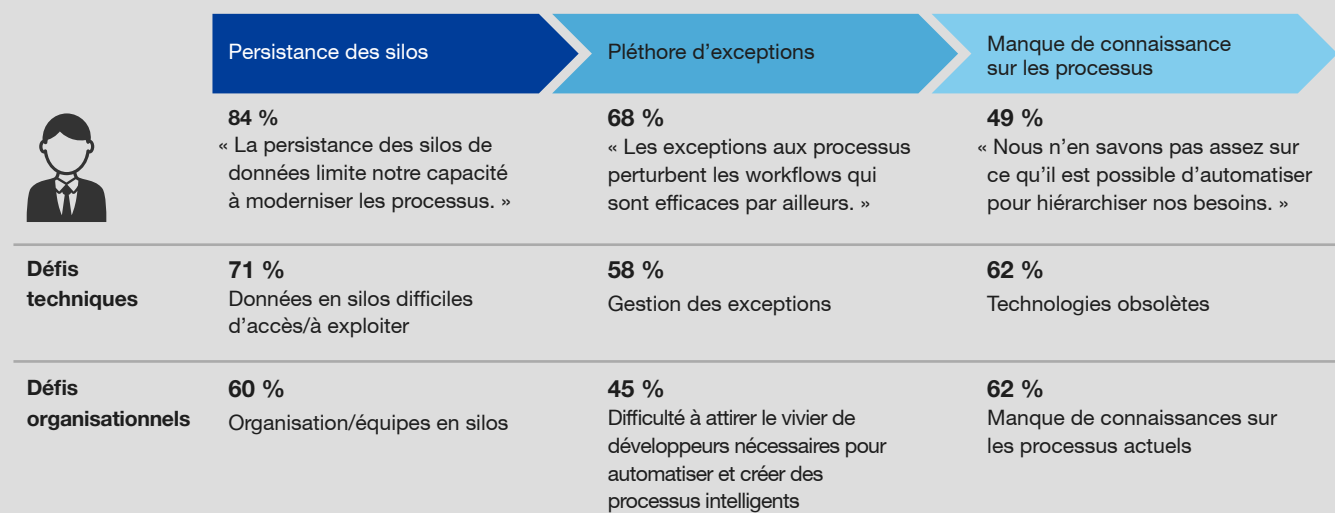 Persistance des silos
Pléthore d’exceptions
Manque de connaissance
sur les processus
84 %
« La persistance des silos de
données limite notre capacité
à moderniser les processus. »
68 %
« Les exceptions aux processus
perturbent les workflows qui
sont efficaces par ailleurs. »
49 %
« Nous n’en savons pas assez sur
ce qu’il est possible d’automatiser
pour hiérarchiser nos besoins. »
Défis
techniques
71 %
Données en silos difficiles
d’accès/à exploiter
58 %
Gestion des exceptions
62 %
Technologies obsolètes
Défis
organisationnels
60 %
Organisation/équipes en silos
45 %
Difficulté à attirer le vivier de
développeurs nécessaires pour
automatiser et créer des
processus intelligents
62 %
Manque de connaissances sur
les processus actuels